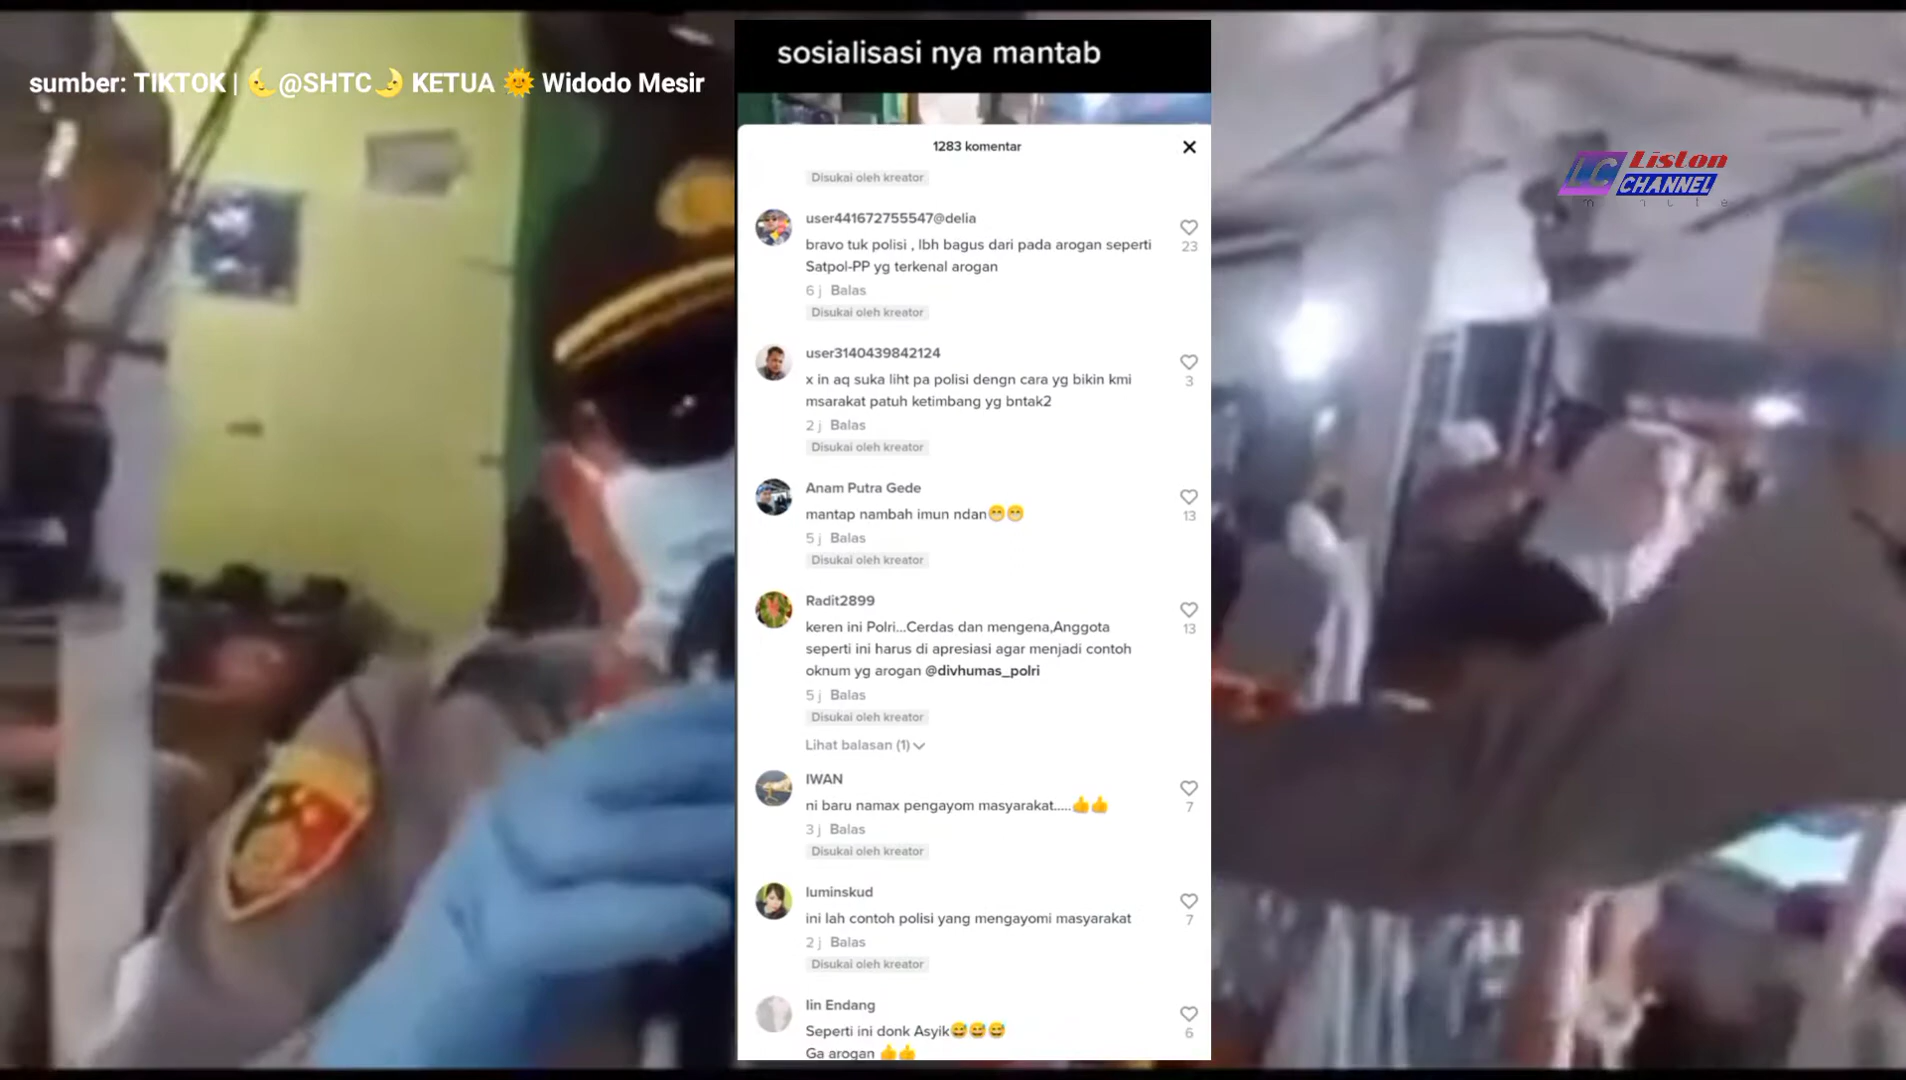 sumber: TIKTOK | 🌜@SHTC🌛 KETUA 🌞 Widodo Mesir
sosialisasi nya mantab
1283 komentar
Disukai oleh kreator
user441672755547@delia
bravo tuk polisi , lbh bagus dari pada arogan seperti
Satpol-PP yg terkenal arogan
23
6 j Balas
Disukai oleh kreator
user3140439842124
x in aq suka liht pa polisi dengn cara yg bikin kmi
msarakat patuh ketimbang yg bntak2
3
2 j Balas
Disukai oleh kreator
Anam Putra Gede
mantap nambah imun ndan😁😁
13
5 j Balas
Disukai oleh kreator
Radit2899
keren ini Polri...Cerdas dan mengena,Anggota
seperti ini harus di apresiasi agar menjadi contoh
oknum yg arogan @divhumas_polri
13
5 j Balas
Disukai oleh kreator
Lihat balasan (1)
IWAN
ni baru namax pengayom masyarakat.....👍👍
7
3 j Balas
Disukai oleh kreator
luminskud
ini lah contoh polisi yang mengayomi masyarakat
7
2 j Balas
Disukai oleh kreator
Iin Endang
Seperti ini donk Asyik😅😅😅
Ga arogan 👍👍
6
LC Liston
CHANNEL
minute